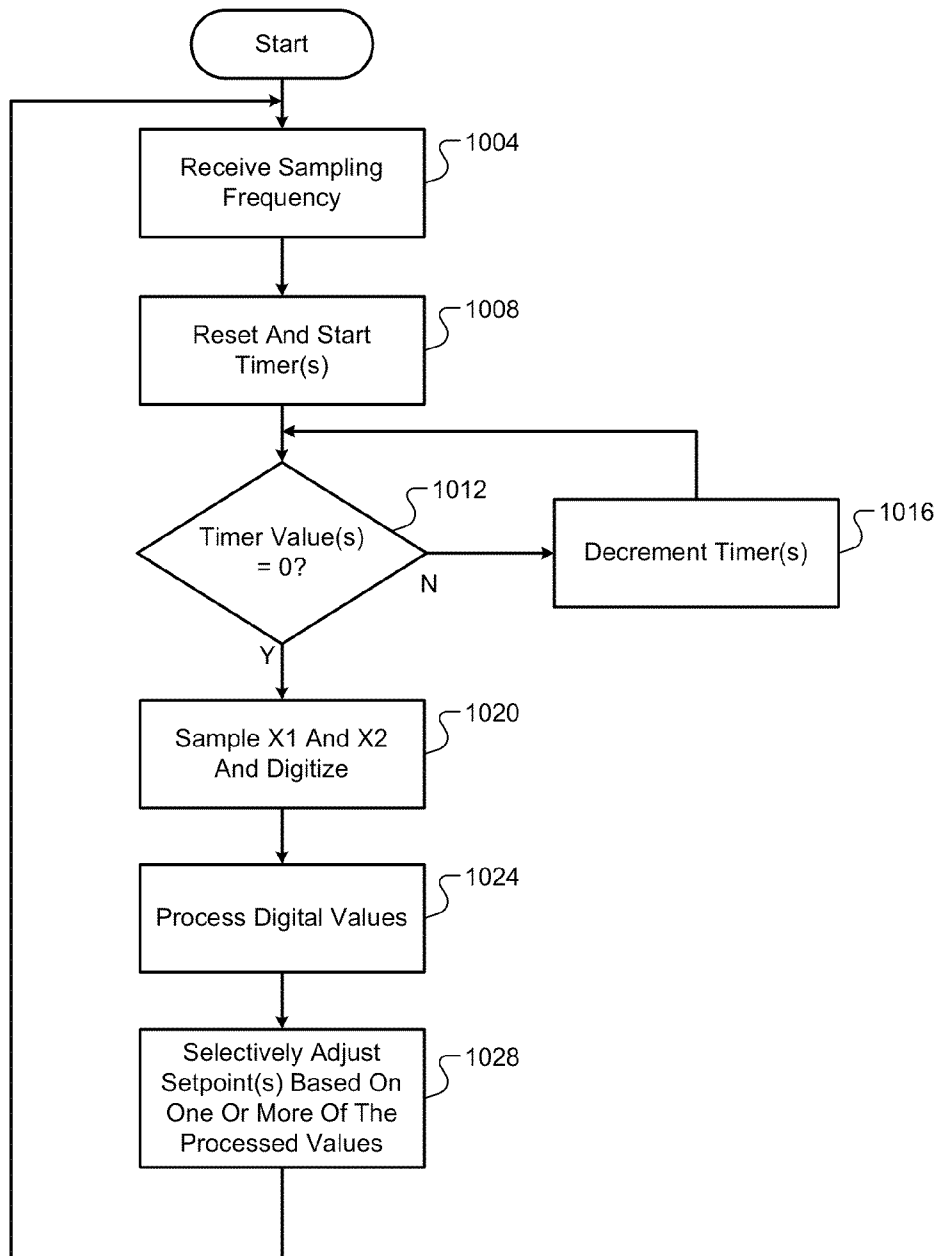 Start
1004
Receive Sampling
Frequency
1008
Reset And Start
Timer(s)
1012
Timer Value(s)
= 0?
N
Y
1016
Decrement Timer(s)
1020
Sample X1 And X2
And Digitize
1024
Process Digital Values
1028
Selectively Adjust
Setpoint(s) Based On
One Or More Of The
Processed Values